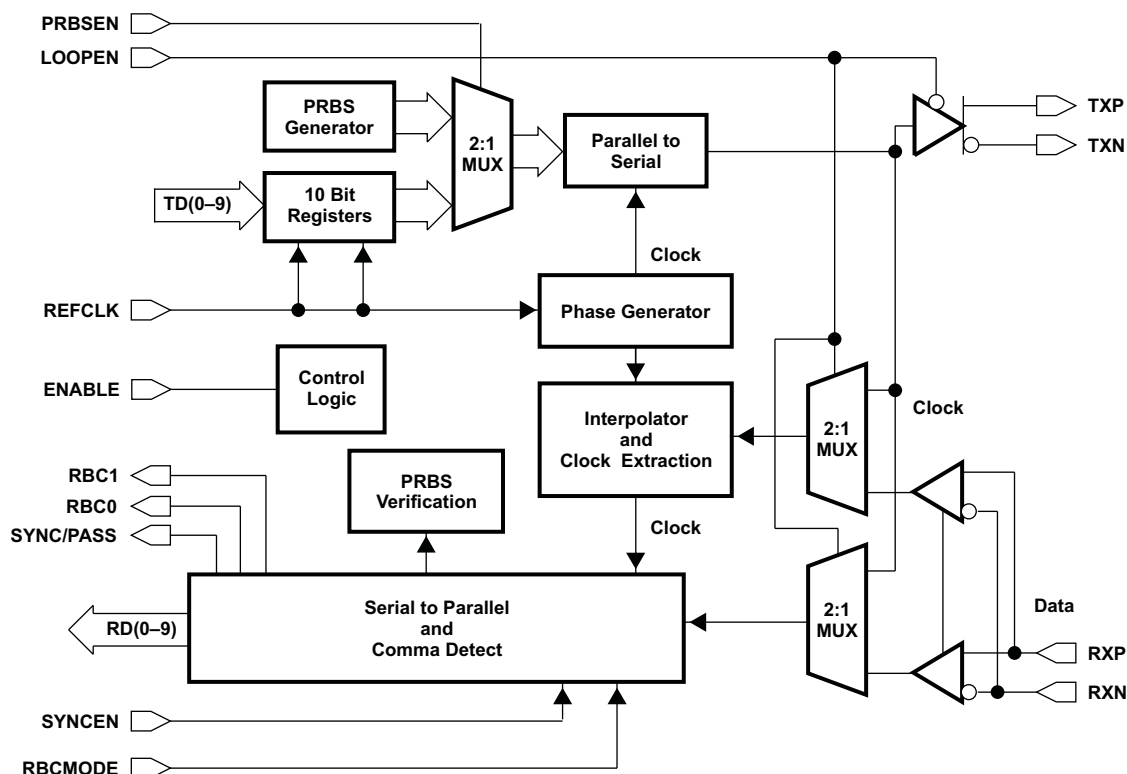 PRBSEN
LOOPEN
PRBS
Generator
2:1
MUX
Parallel to
Serial
TXP
TXN
TD(0–9)
10 Bit
Registers
Clock
REFCLK
Phase Generator
ENABLE
Control
Logic
Interpolator
and
Clock Extraction
2:1
MUX
Clock
RBC1
RBC0
SYNC/PASS
PRBS
Verification
Clock
RD(0–9)
Serial to Parallel
and
Comma Detect
2:1
MUX
Data
RXP
RXN
SYNCEN
RBCMODE